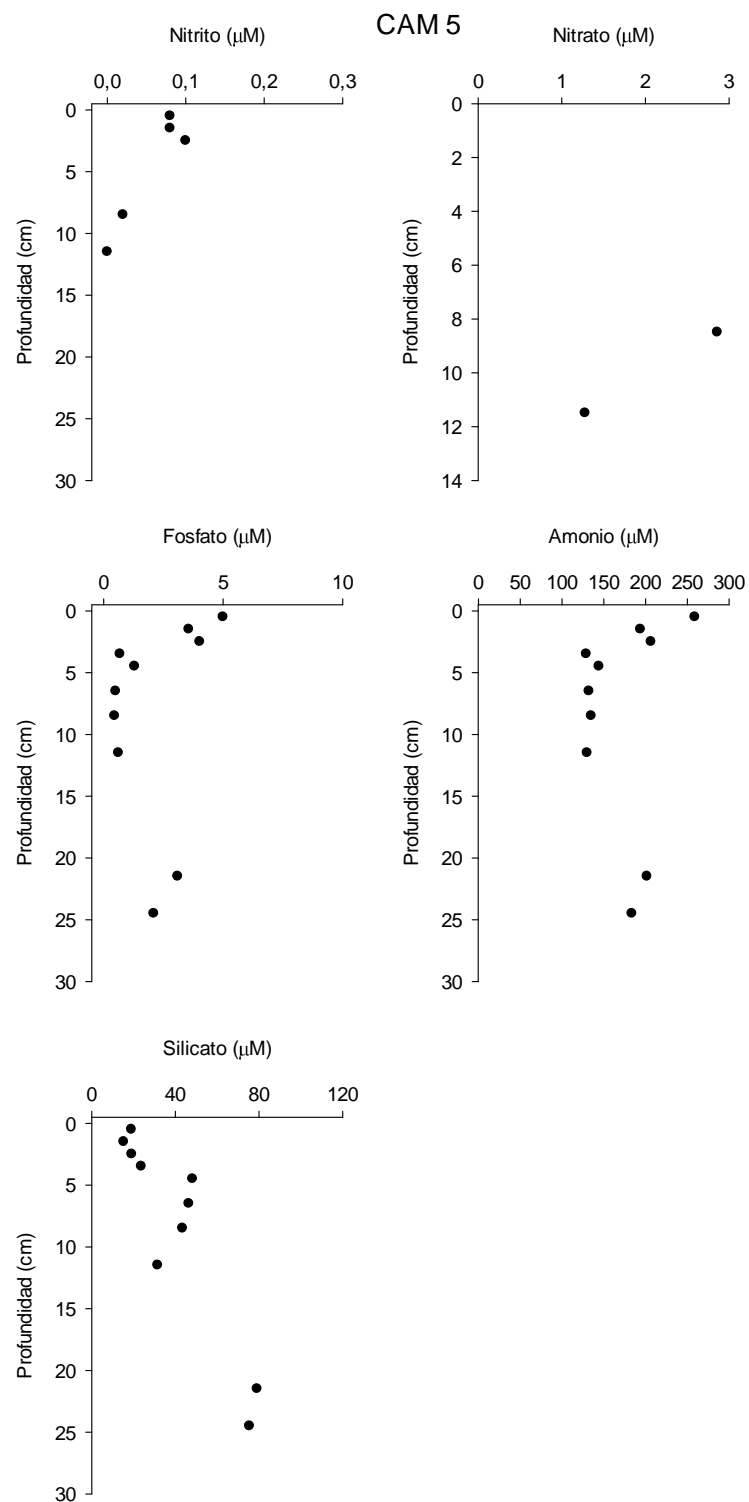 CAM 5
Nitrito (μM)
0,0 0,1 0,2 0,3
Profundidad (cm)
0
5
10
15
20
25
30
Nitrato (μM)
0 1 2 3
Profundidad (cm)
0
2
4
6
8
10
12
14
Fosfato (μM)
0 5 10
Profundidad (cm)
0
5
10
15
20
25
30
Amonio (μM)
0 50 100 150 200 250 300
Profundidad (cm)
0
5
10
15
20
25
30
Silicato (μM)
0 40 80 120
Profundidad (cm)
0
5
10
15
20
25
30